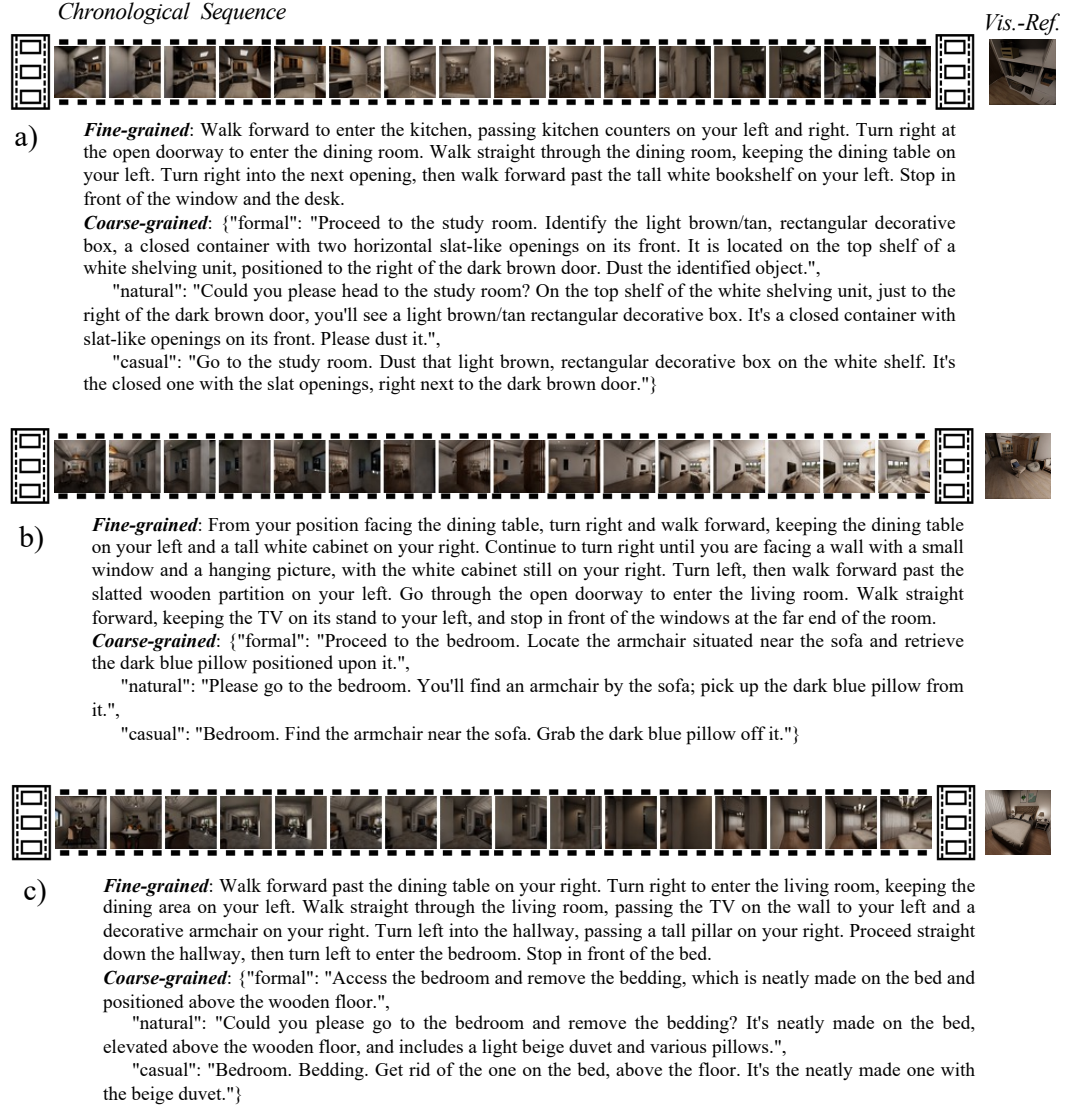 Chronological Sequence
Vis.-Ref.
a)
Fine-grained: Walk forward to enter the kitchen, passing kitchen counters on your left and right. Turn right at
the open doorway to enter the dining room. Walk straight through the dining room, keeping the dining table on
your left. Turn right into the next opening, then walk forward past the tall white bookshelf on your left. Stop in
front of the window and the desk.
Coarse-grained: {"formal": "Proceed to the study room. Identify the light brown/tan, rectangular decorative
box, a closed container with two horizontal slat-like openings on its front. It is located on the top shelf of a
white shelving unit, positioned to the right of the dark brown door. Dust the identified object.",
"natural": "Could you please head to the study room? On the top shelf of the white shelving unit, just to the
right of the dark brown door, you'll see a light brown/tan rectangular decorative box. It's a closed container with
slat-like openings on its front. Please dust it.",
"casual": "Go to the study room. Dust that light brown, rectangular decorative box on the white shelf. It's
the closed one with the slat openings, right next to the dark brown door."}
b)
Fine-grained: From your position facing the dining table, turn right and walk forward, keeping the dining table
on your left and a tall white cabinet on your right. Continue to turn right until you are facing a wall with a small
window and a hanging picture, with the white cabinet still on your right. Turn left, then walk forward past the
slatted wooden partition on your left. Go through the open doorway to enter the living room. Walk straight
forward, keeping the TV on its stand to your left, and stop in front of the windows at the far end of the room.
Coarse-grained: {"formal": "Proceed to the bedroom. Locate the armchair situated near the sofa and retrieve
the dark blue pillow positioned upon it.",
"natural": "Please go to the bedroom. You'll find an armchair by the sofa; pick up the dark blue pillow from
it.",
"casual": "Bedroom. Find the armchair near the sofa. Grab the dark blue pillow off it."}
c)
Fine-grained: Walk forward past the dining table on your right. Turn right to enter the living room, keeping the
dining area on your left. Walk straight through the living room, passing the TV on the wall to your left and a
decorative armchair on your right. Turn left into the hallway, passing a tall pillar on your right. Proceed straight
down the hallway, then turn left to enter the bedroom. Stop in front of the bed.
Coarse-grained: {"formal": "Access the bedroom and remove the bedding, which is neatly made on the bed and
positioned above the wooden floor.",
"natural": "Could you please go to the bedroom and remove the bedding? It's neatly made on the bed,
elevated above the wooden floor, and includes a light beige duvet and various pillows.",
"casual": "Bedroom. Bedding. Get rid of the one on the bed, above the floor. It's the neatly made one with
the beige duvet."}